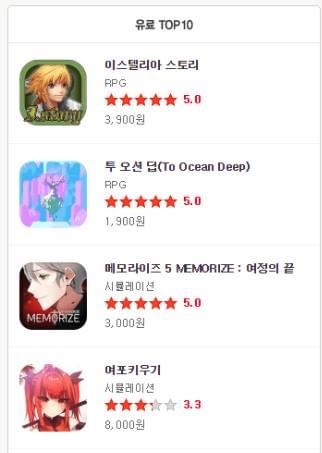 유료 TOP10
이스텔리아 스토리
RPG
5.0
3,900원
투 오션 딥(To Ocean Deep)
RPG
5.0
1,900원
메모라이즈 5 MEMORIZE : 여정의 끝
시뮬레이션
MEMORIZE
5.0
3,000원
여포키우기
시뮬레이션
3.3
8,000원